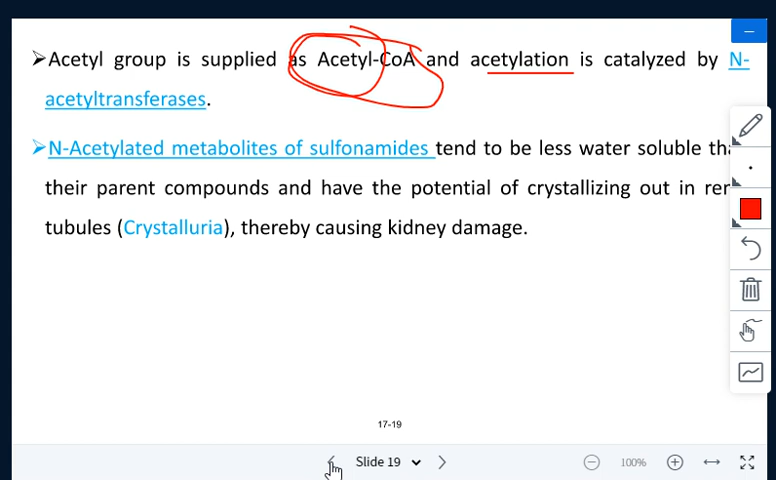 ➢Acetyl group is supplied as Acetyl-CoA and acetylation is catalyzed by N-
acetyltransferases.
➢N-Acetylated metabolites of sulfonamides tend to be less water soluble
their parent compounds and have the potential of crystallizing out in
tubules (Crystalluria), thereby causing kidney damage.
17-19
Slide 19
100%